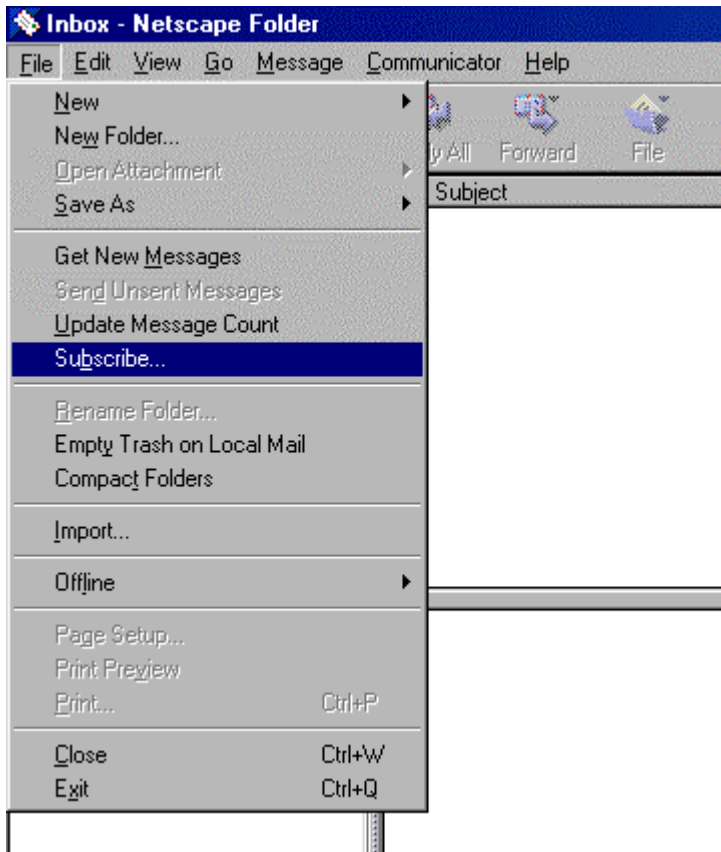 Inbox - Netscape Folder
File Edit View Go Message Communicator Help
New
New Folder...
Open Attachment
Save As
Get New Messages
Send Unsent Messages
Update Message Count
Subscribe...
Rename Folder...
Empty Trash on Local Mail
Compact Folders
Import...
Offline
Page Setup...
Print Preview
Print... Ctrl+P
Close Ctrl+W
Exit Ctrl+Q
ly All Forward File
Subject